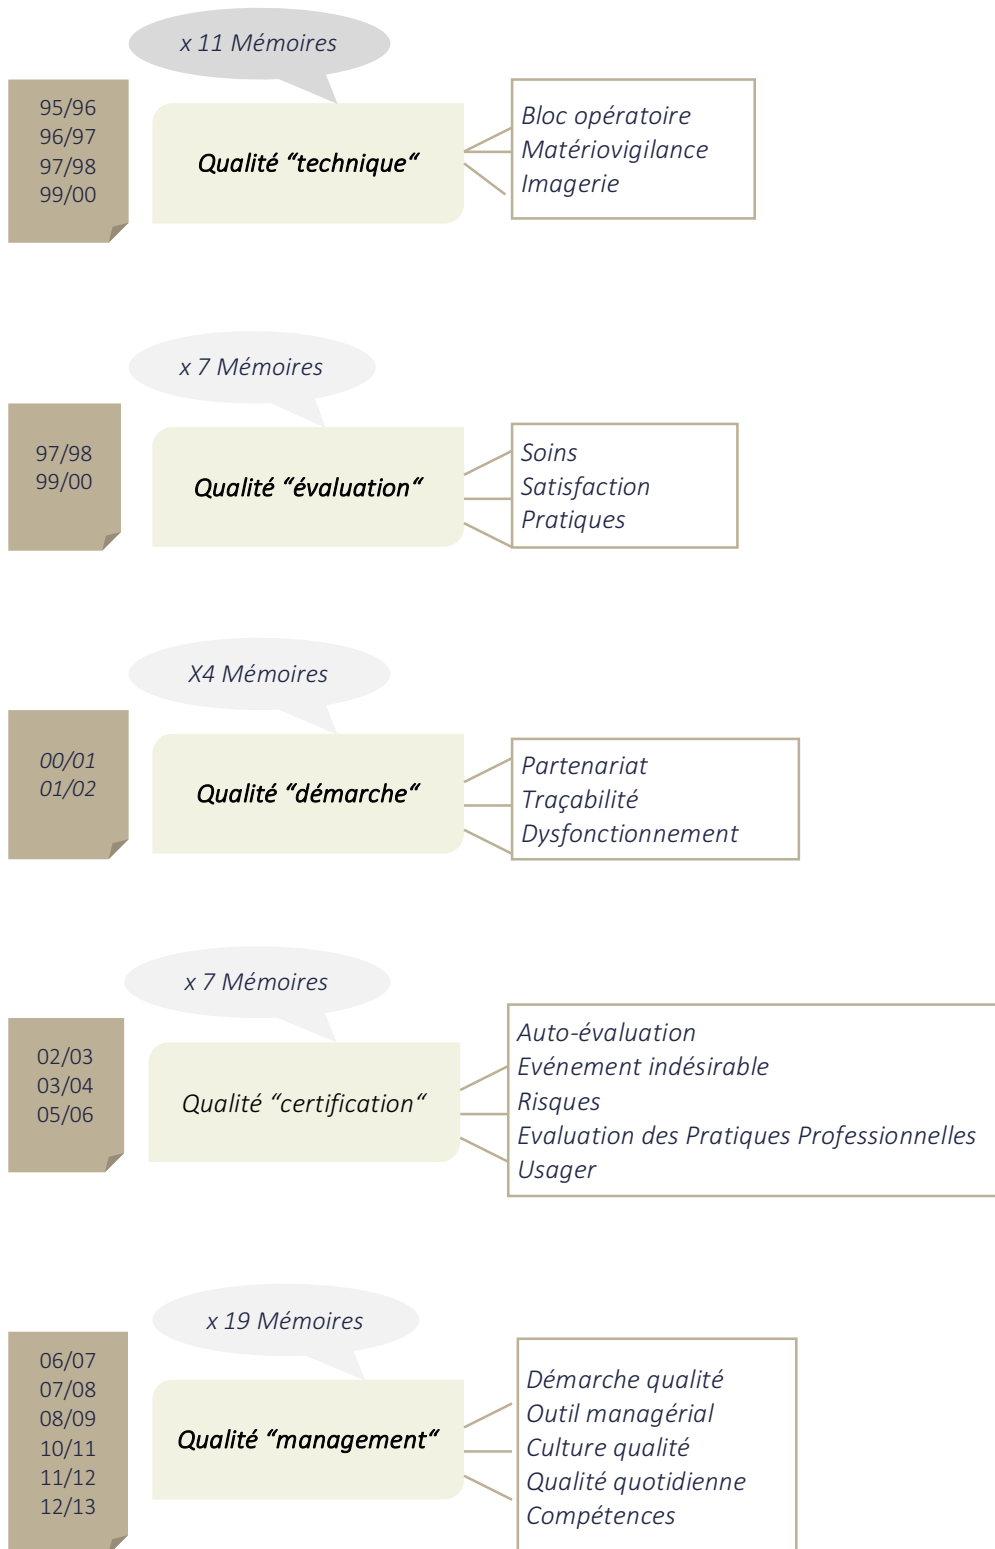 x 11 Mémoires
95/96
96/97
97/98
99/00
Qualité “technique“
Bloc opératoire
Matériovigilance
Imagerie
x 7 Mémoires
97/98
99/00
Qualité “évaluation“
Soins
Satisfaction
Pratiques
X4 Mémoires
00/01
01/02
Qualité “démarche“
Partenariat
Traçabilité
Dysfonctionnement
x 7 Mémoires
02/03
03/04
05/06
Qualité “certification“
Auto-évaluation
Evénement indésirable
Risques
Evaluation des Pratiques Professionnelles
Usager
x 19 Mémoires
06/07
07/08
08/09
10/11
11/12
12/13
Qualité “management“
Démarche qualité
Outil managérial
Culture qualité
Qualité quotidienne
Compétences